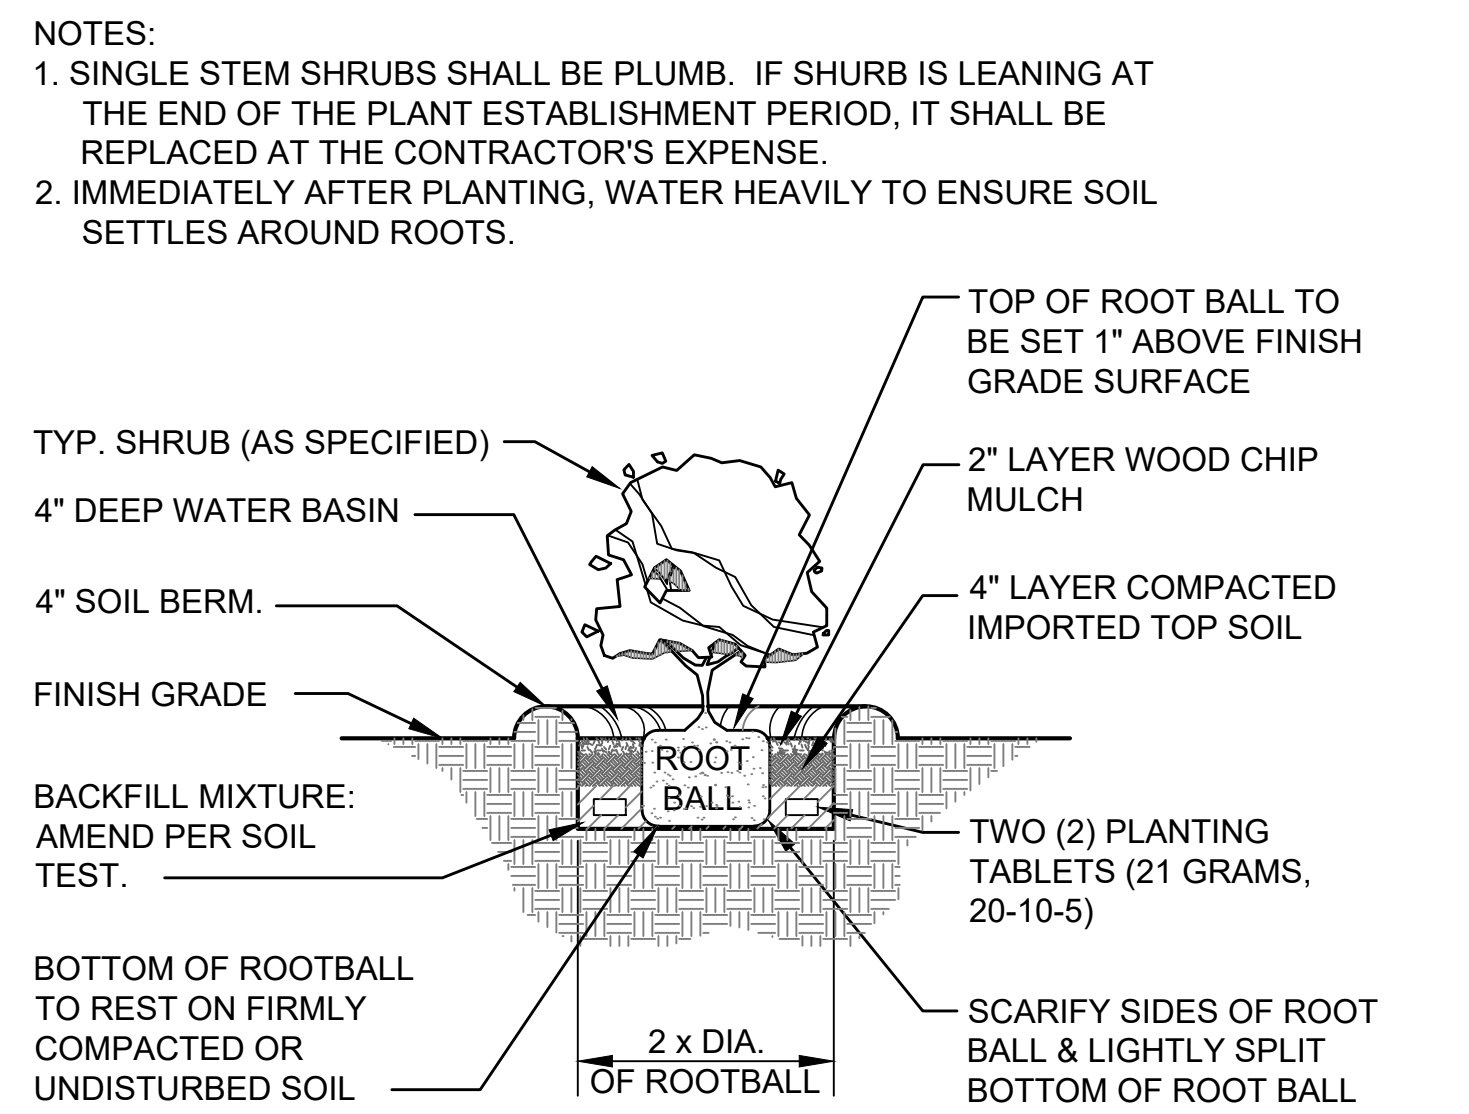 NOTES:
1. SINGLE STEM SHRUBS SHALL BE PLUMB.  IF SHURB IS LEANING AT
THE END OF THE PLANT ESTABLISHMENT PERIOD, IT SHALL BE
REPLACED AT THE CONTRACTOR'S EXPENSE.
2. IMMEDIATELY AFTER PLANTING, WATER HEAVILY TO ENSURE SOIL
SETTLES AROUND ROOTS.
TYP. SHRUB (AS SPECIFIED)
4" DEEP WATER BASIN
4" SOIL BERM.
FINISH GRADE
BACKFILL MIXTURE:
AMEND PER SOIL
TEST.
BOTTOM OF ROOTBALL
TO REST ON FIRMLY
COMPACTED OR
UNDISTURBED SOIL
ROOT
BALL
2 x DIA.
OF ROOTBALL
TOP OF ROOT BALL TO
BE SET 1" ABOVE FINISH
GRADE SURFACE
2" LAYER WOOD CHIP
MULCH
4" LAYER COMPACTED
IMPORTED TOP SOIL
TWO (2) PLANTING
TABLETS (21 GRAMS,
20-10-5)
SCARIFY SIDES OF ROOT
BALL & LIGHTLY SPLIT
BOTTOM OF ROOT BALL